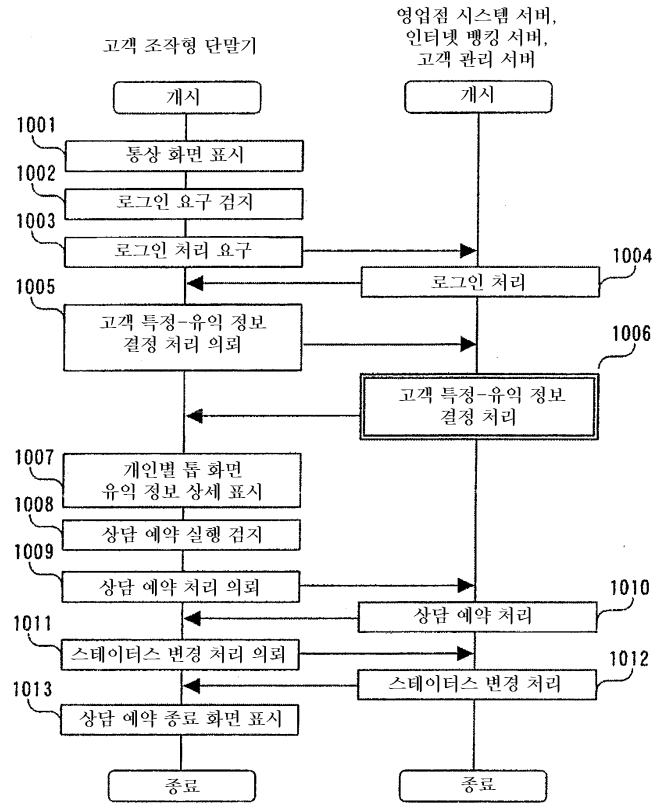 고객 조작형 단말기
영업점 시스템 서버,
인터넷 뱅킹 서버,
고객 관리 서버
개시
개시
1001
통상 화면 표시
1002
로그인 요구 검지
1003
로그인 처리 요구
1004
로그인 처리
1005
고객 특정-유익 정보
결정 처리 의뢰
1006
고객 특정-유익 정보
결정 처리
1007
개인별 톱 화면
유익 정보 상세 표시
1008
상담 예약 실행 검지
1009
상담 예약 처리 의뢰
1010
상담 예약 처리
1011
스테이터스 변경 처리 의뢰
1012
스테이터스 변경 처리
1013
상담 예약 종료 화면 표시
종료
종료